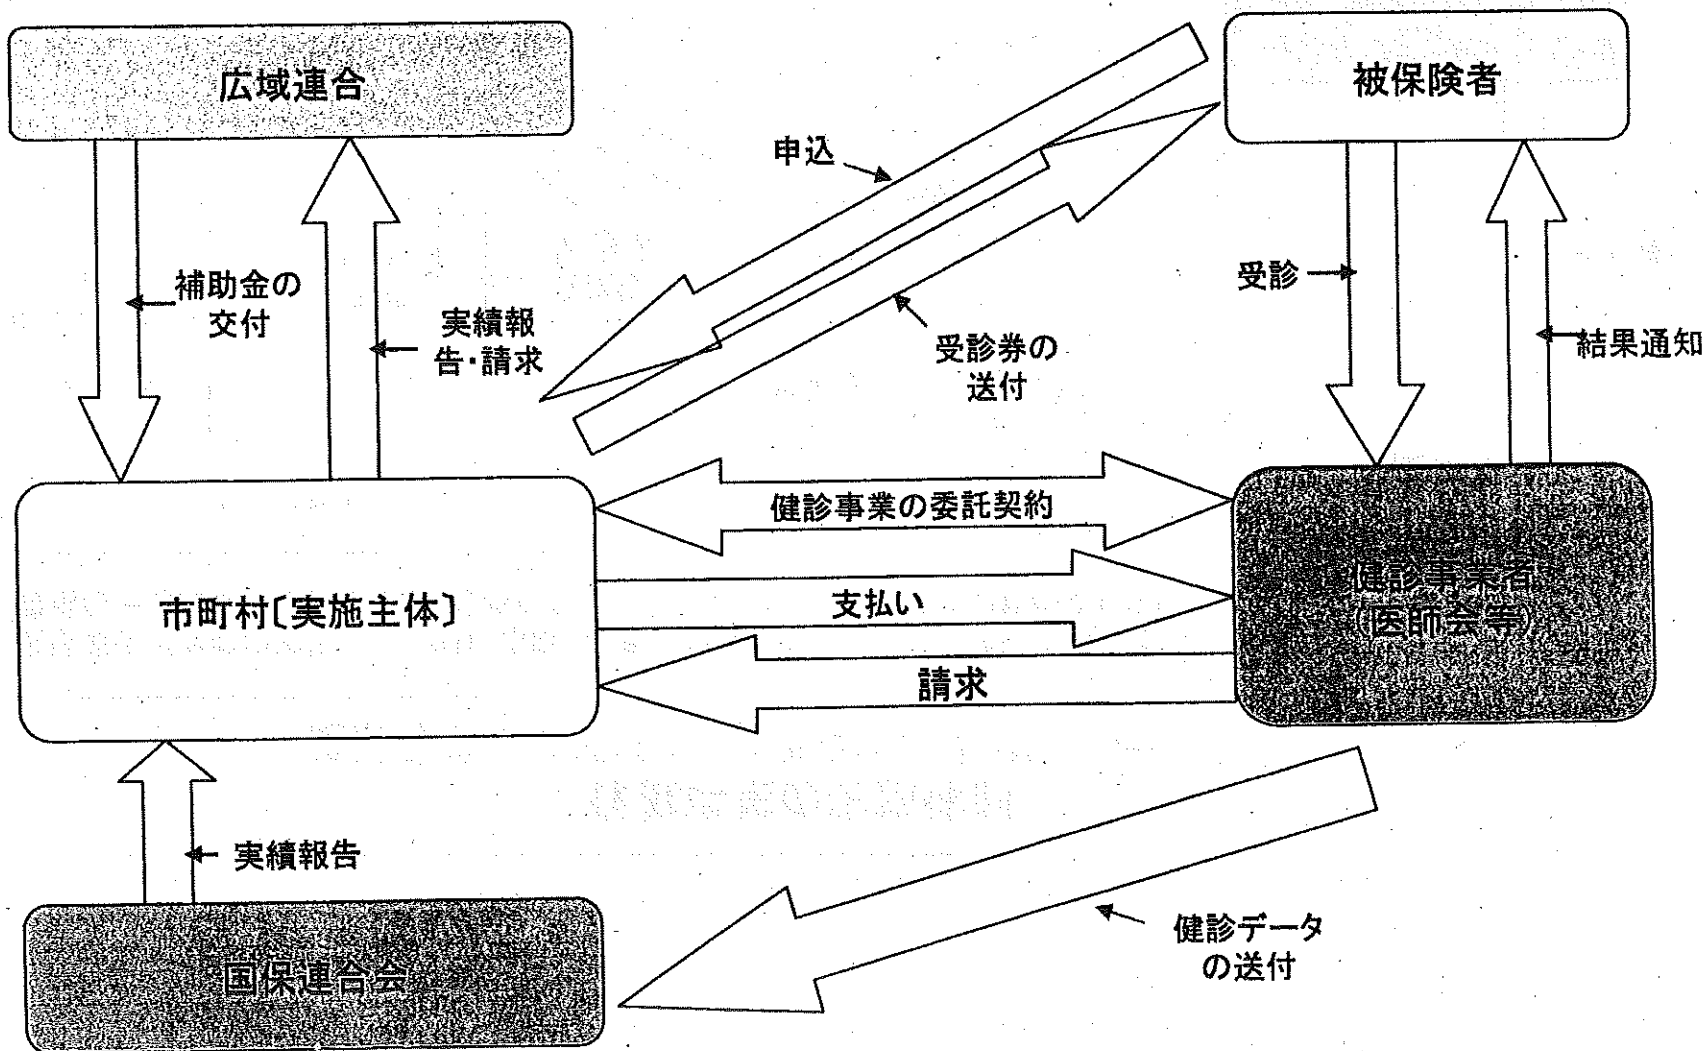 広域連合
被保険者
申込
補助金の
交付
実績報
告・請求
受診券の
送付
受診
結果通知
健診事業の委託契約
市町村〔実施主体〕
支払い
請求
健診事業者
(医師会等)
実績報告
国保連合会
健診データ
の送付